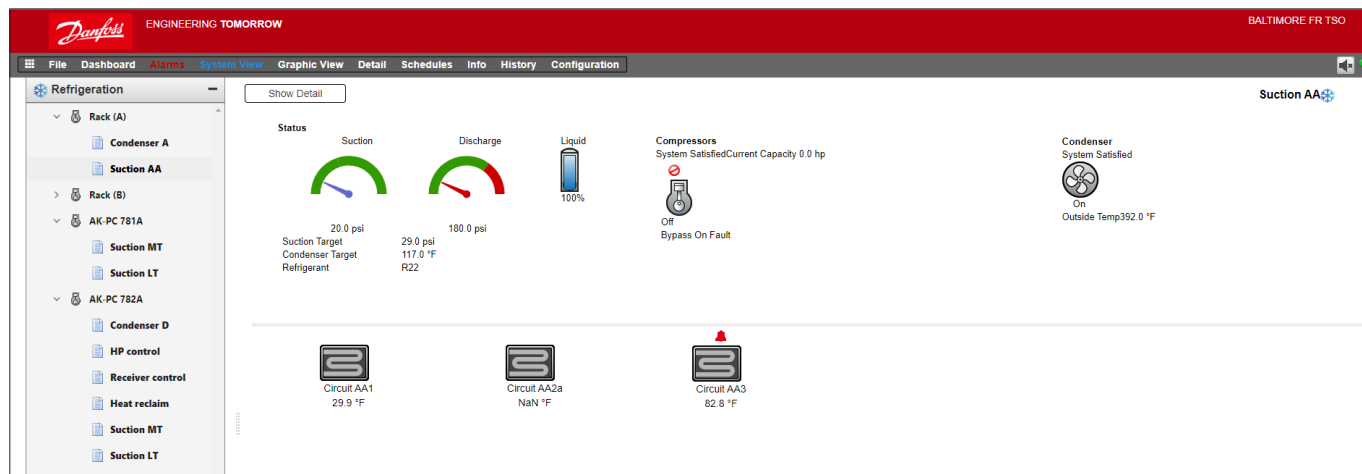 Danfoss
ENGINEERING TOMORROW
BALTIMORE FR TSO
File Dashboard Alarms System View Graphic View Detail Schedules Info History Configuration
Refrigeration
Rack (A)
Condenser A
Suction AA
Rack (B)
AK-PC 781A
Suction MT
Suction LT
AK-PC 782A
Condenser D
HP control
Receiver control
Heat reclaim
Suction MT
Suction LT
Show Detail
Suction AA
Status
Suction
Discharge
Liquid
100%
20.0 psi
180.0 psi
Suction Target 29.0 psi
Condenser Target 117.0 °F
Refrigerant R22
Compressors
System SatisfiedCurrent Capacity 0.0 hp
Off
Bypass On Fault
Condenser
System Satisfied
On
Outside Temp392.0 °F
Circuit AA1
29.9 °F
Circuit AA2a
NaN °F
Circuit AA3
82.8 °F